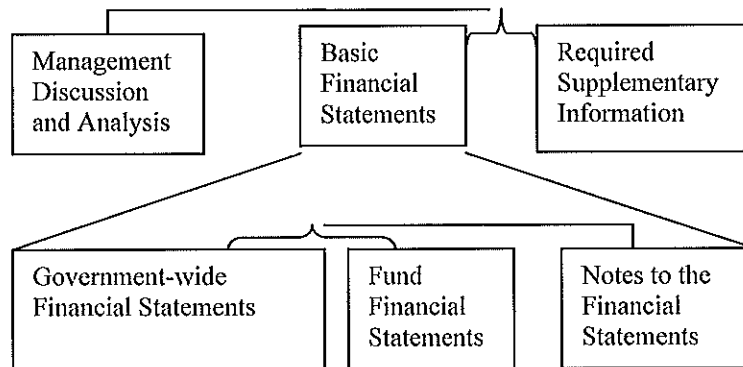 Management
Discussion
and Analysis
Basic
Financial
Statements
Required
Supplementary
Information
Government-wide
Financial Statements
Fund
Financial
Statements
Notes to the
Financial
Statements